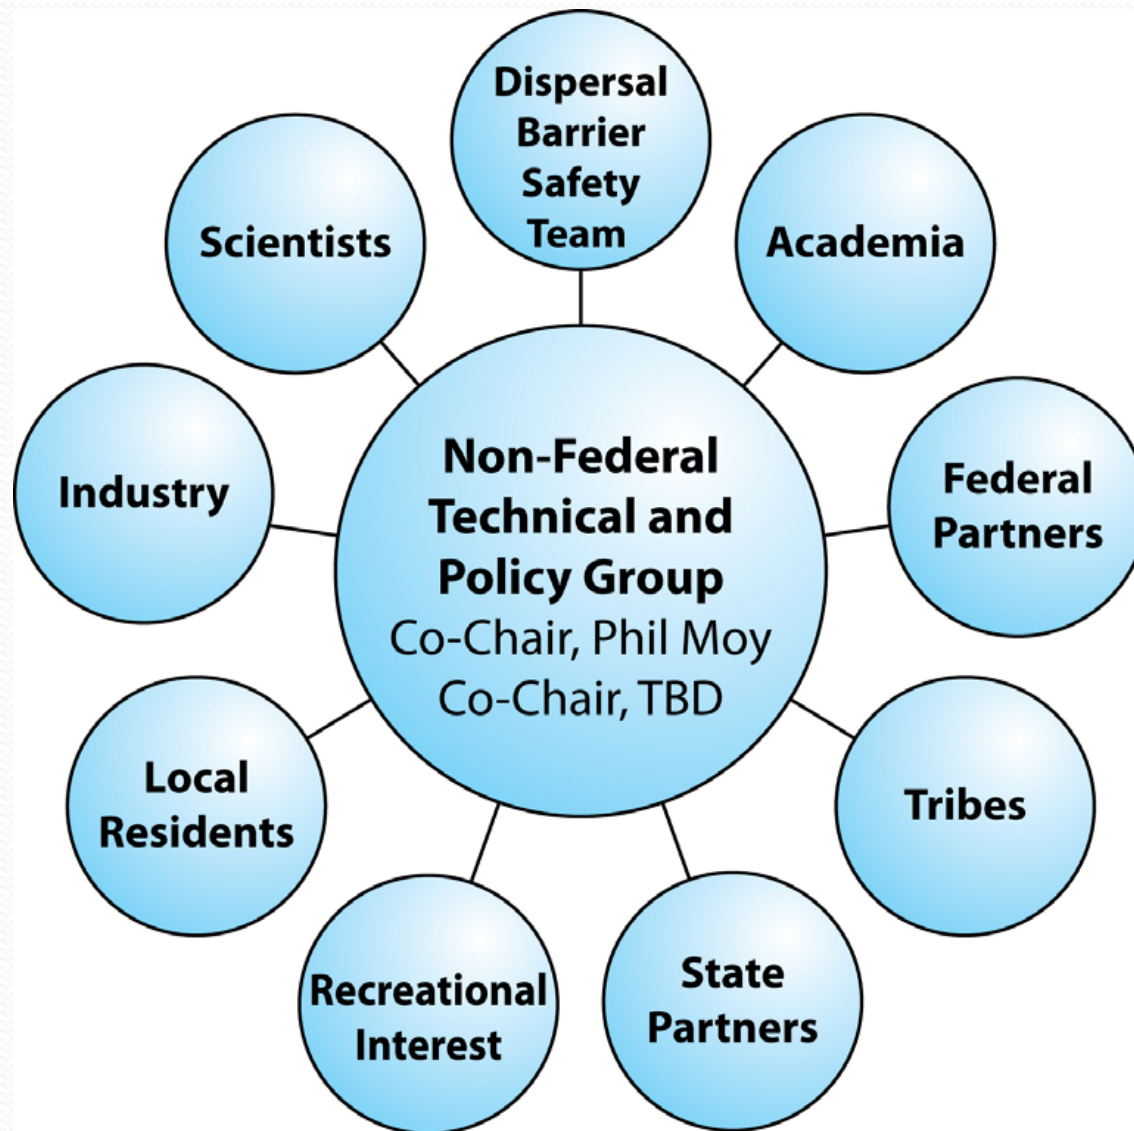 Dispersal
Barrier
Safety
Team
Scientists
Academia
Industry
Federal
Partners
Non-Federal
Technical and
Policy Group
Co-Chair, Phil Moy
Co-Chair, TBD
Local
Residents
Tribes
Recreational
Interest
State
Partners